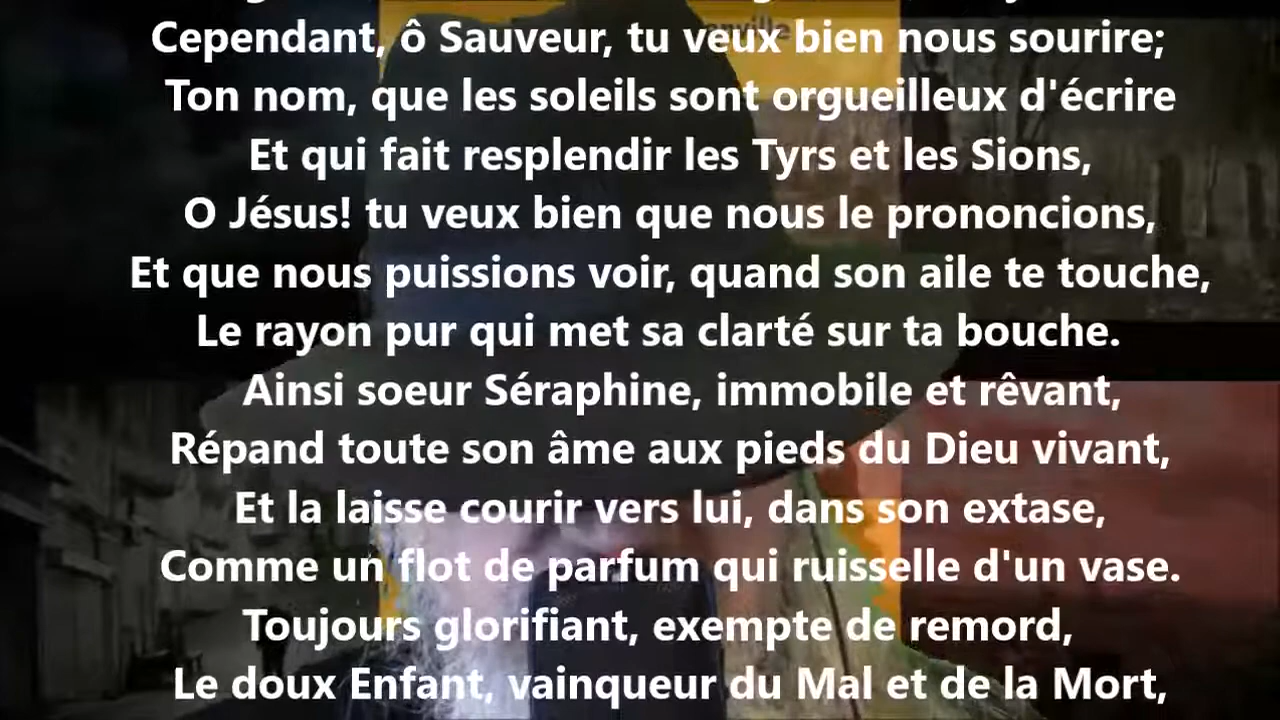 Cependant, ô Sauveur, tu veux bien nous sourire;
Ton nom, que les soleils sont orgueilleux d'écrire
Et qui fait resplendir les Tyrs et les Sions,
O Jésus! tu veux bien que nous le prononcions,
Et que nous puissions voir, quand son aile te touche,
Le rayon pur qui met sa clarté sur ta bouche.
Ainsi soeur Séraphine, immobile et rêvant,
Répand toute son âme aux pieds du Dieu vivant,
Et la laisse courir vers lui, dans son extase,
Comme un flot de parfum qui ruisselle d'un vase.
Toujours glorifiant, exempte de remord,
Le doux Enfant, vainqueur du Mal et de la Mort,